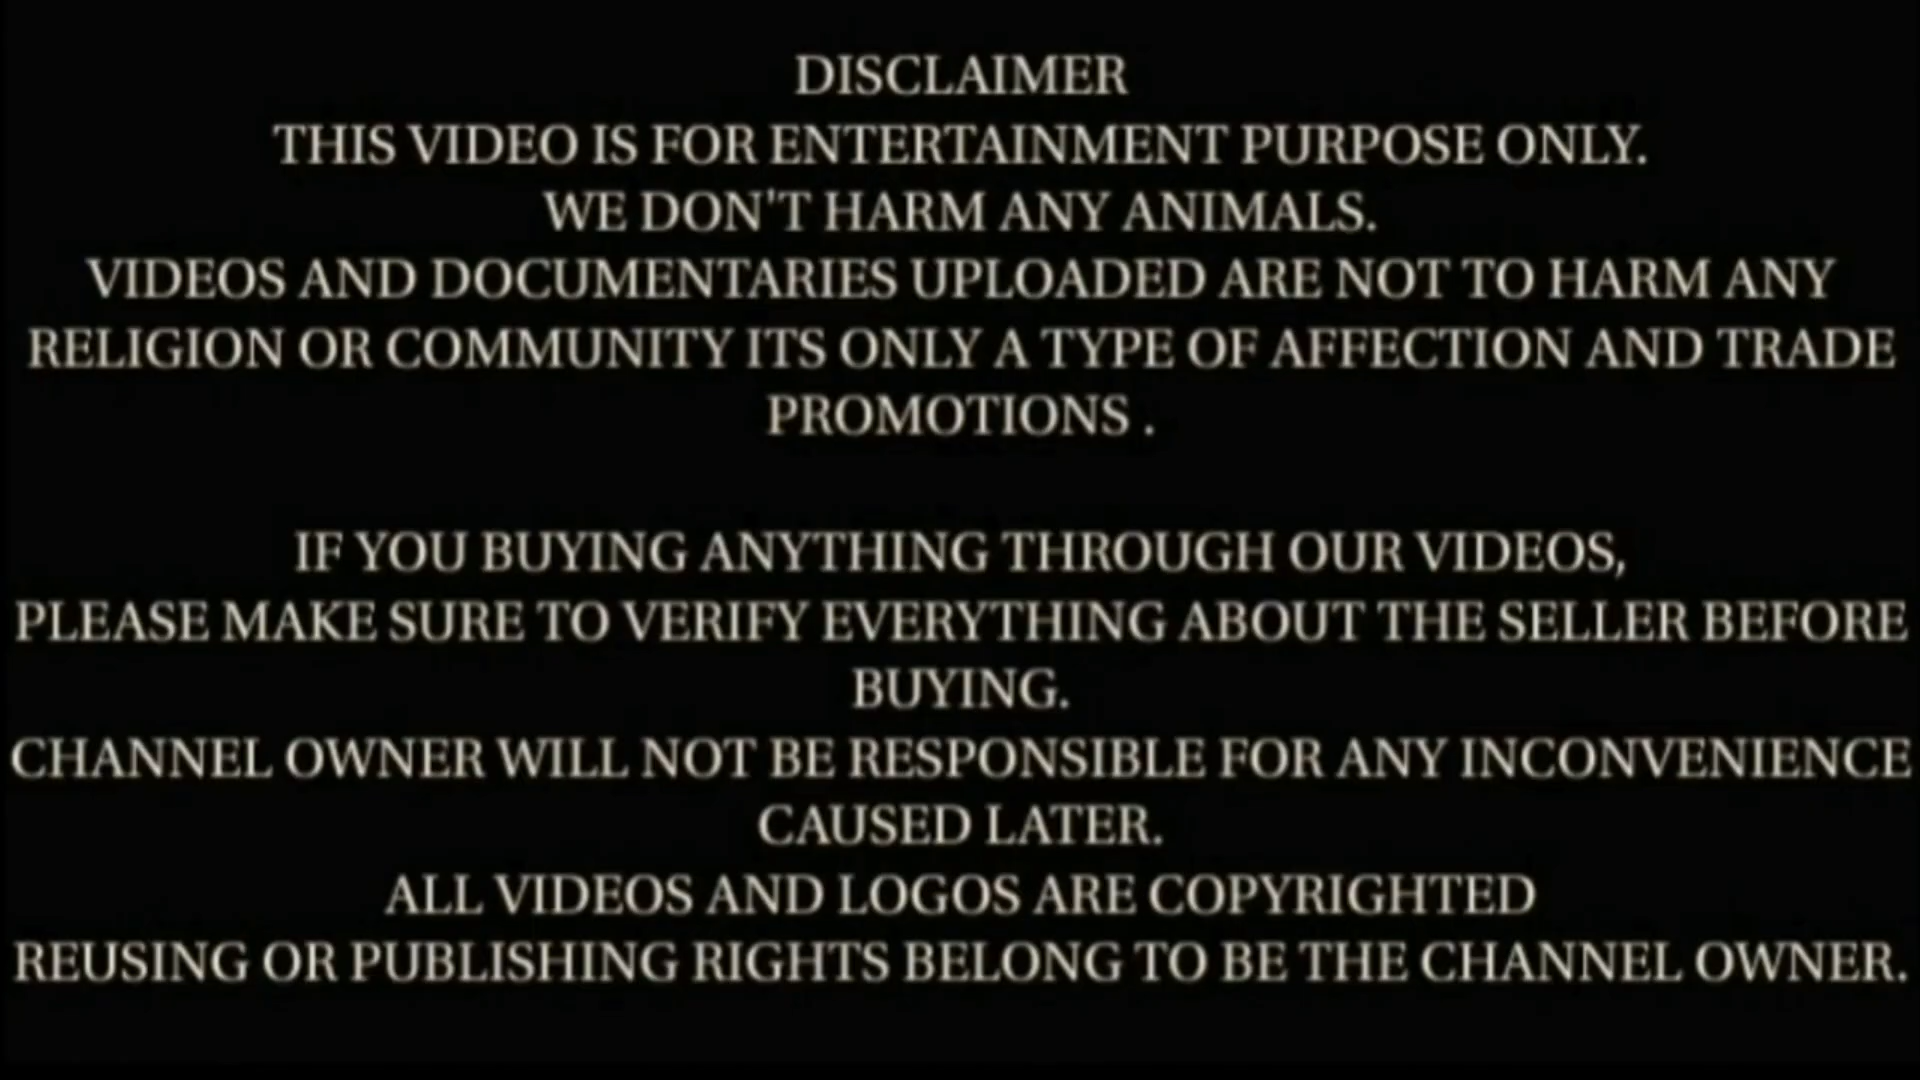 DISCLAIMER
THIS VIDEO IS FOR ENTERTAINMENT PURPOSE ONLY.
WE DON'T HARM ANY ANIMALS.
VIDEOS AND DOCUMENTARIES UPLOADED ARE NOT TO HARM ANY
RELIGION OR COMMUNITY ITS ONLY A TYPE OF AFFECTION AND TRADE
PROMOTIONS .
IF YOU BUYING ANYTHING THROUGH OUR VIDEOS,
PLEASE MAKE SURE TO VERIFY EVERYTHING ABOUT THE SELLER BEFORE
BUYING.
CHANNEL OWNER WILL NOT BE RESPONSIBLE FOR ANY INCONVENIENCE
CAUSED LATER.
ALL VIDEOS AND LOGOS ARE COPYRIGHTED
REUSING OR PUBLISHING RIGHTS BELONG TO BE THE CHANNEL OWNER.